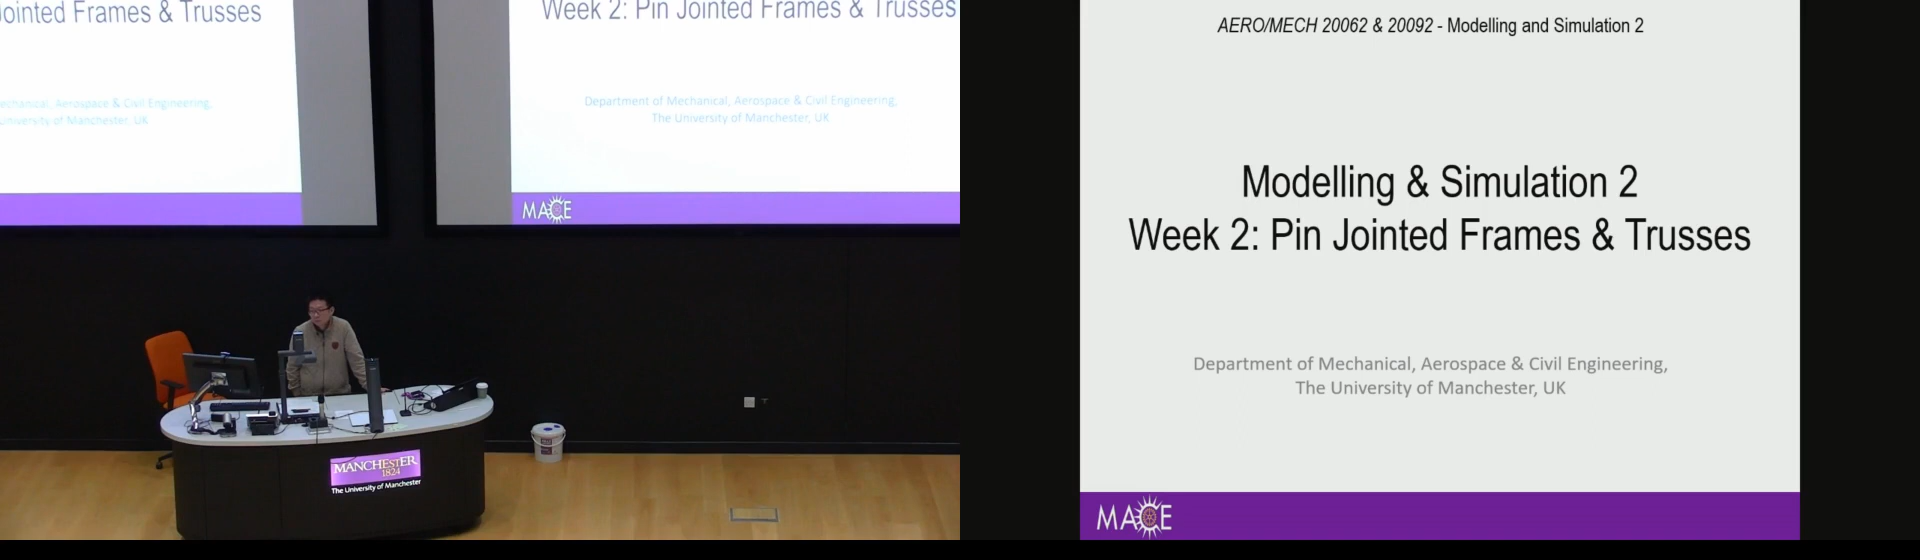 ointed Frames & Trusses
echanical, Aerospace & Civil Engineering,
University of Manchester, UK
Week 2: Pin Jointed Frames & Trusses
Department of Mechanical, Aerospace & Civil Engineering,
The University of Manchester, UK
MACE
MANCHESTER
1824
The University of Manchester
AERO/MECH 20062 & 20092 - Modelling and Simulation 2
Modelling & Simulation 2
Week 2: Pin Jointed Frames & Trusses
Department of Mechanical, Aerospace & Civil Engineering,
The University of Manchester, UK
MACE